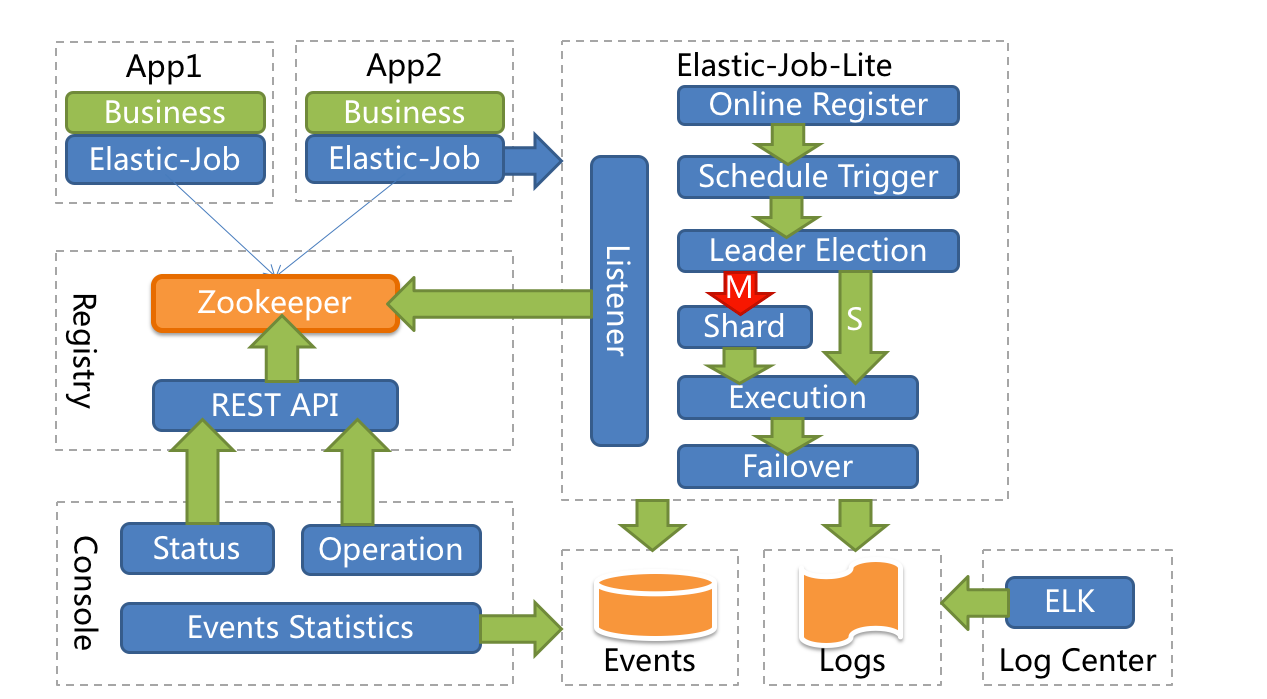 App1
Business
Elastic-Job
App2
Business
Elastic-Job
Elastic-Job-Lite
Online Register
Schedule Trigger
Leader Election
M
S
Shard
Execution
Failover
Listener
Registry
Zookeeper
REST API
Console
Status
Operation
Events Statistics
Events
Logs
ELK
Log Center